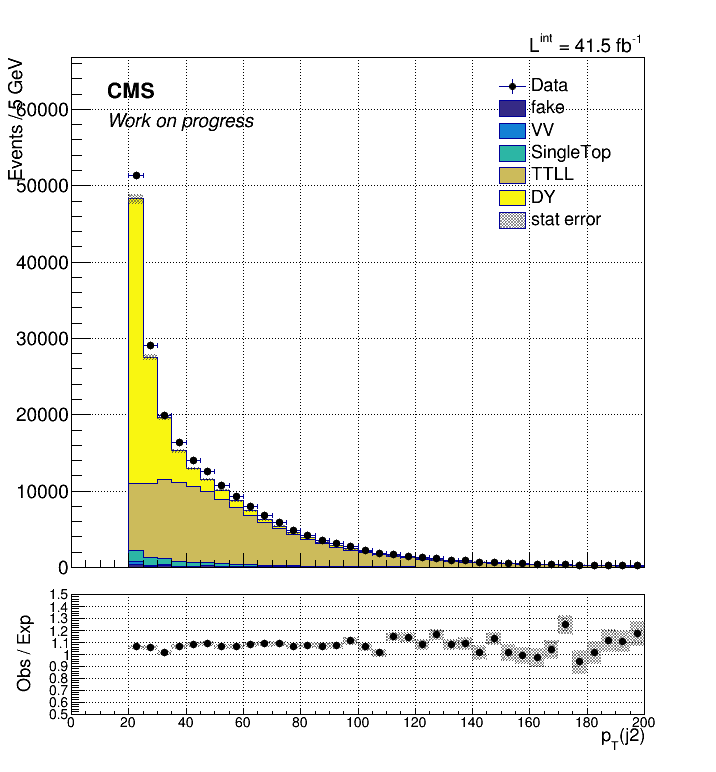 L^int = 41.5 fb^-1
Events / 5 GeV
CMS
Work on progress
Data
fake
VV
SingleTop
TTLL
DY
stat error
60000
50000
40000
30000
20000
10000
0
Obs / Exp
1.5
1.4
1.3
1.2
1.1
1
0.9
0.8
0.7
0.6
0.5
0 20 40 60 80 100 120 140 160 180 200
p_T(j2)